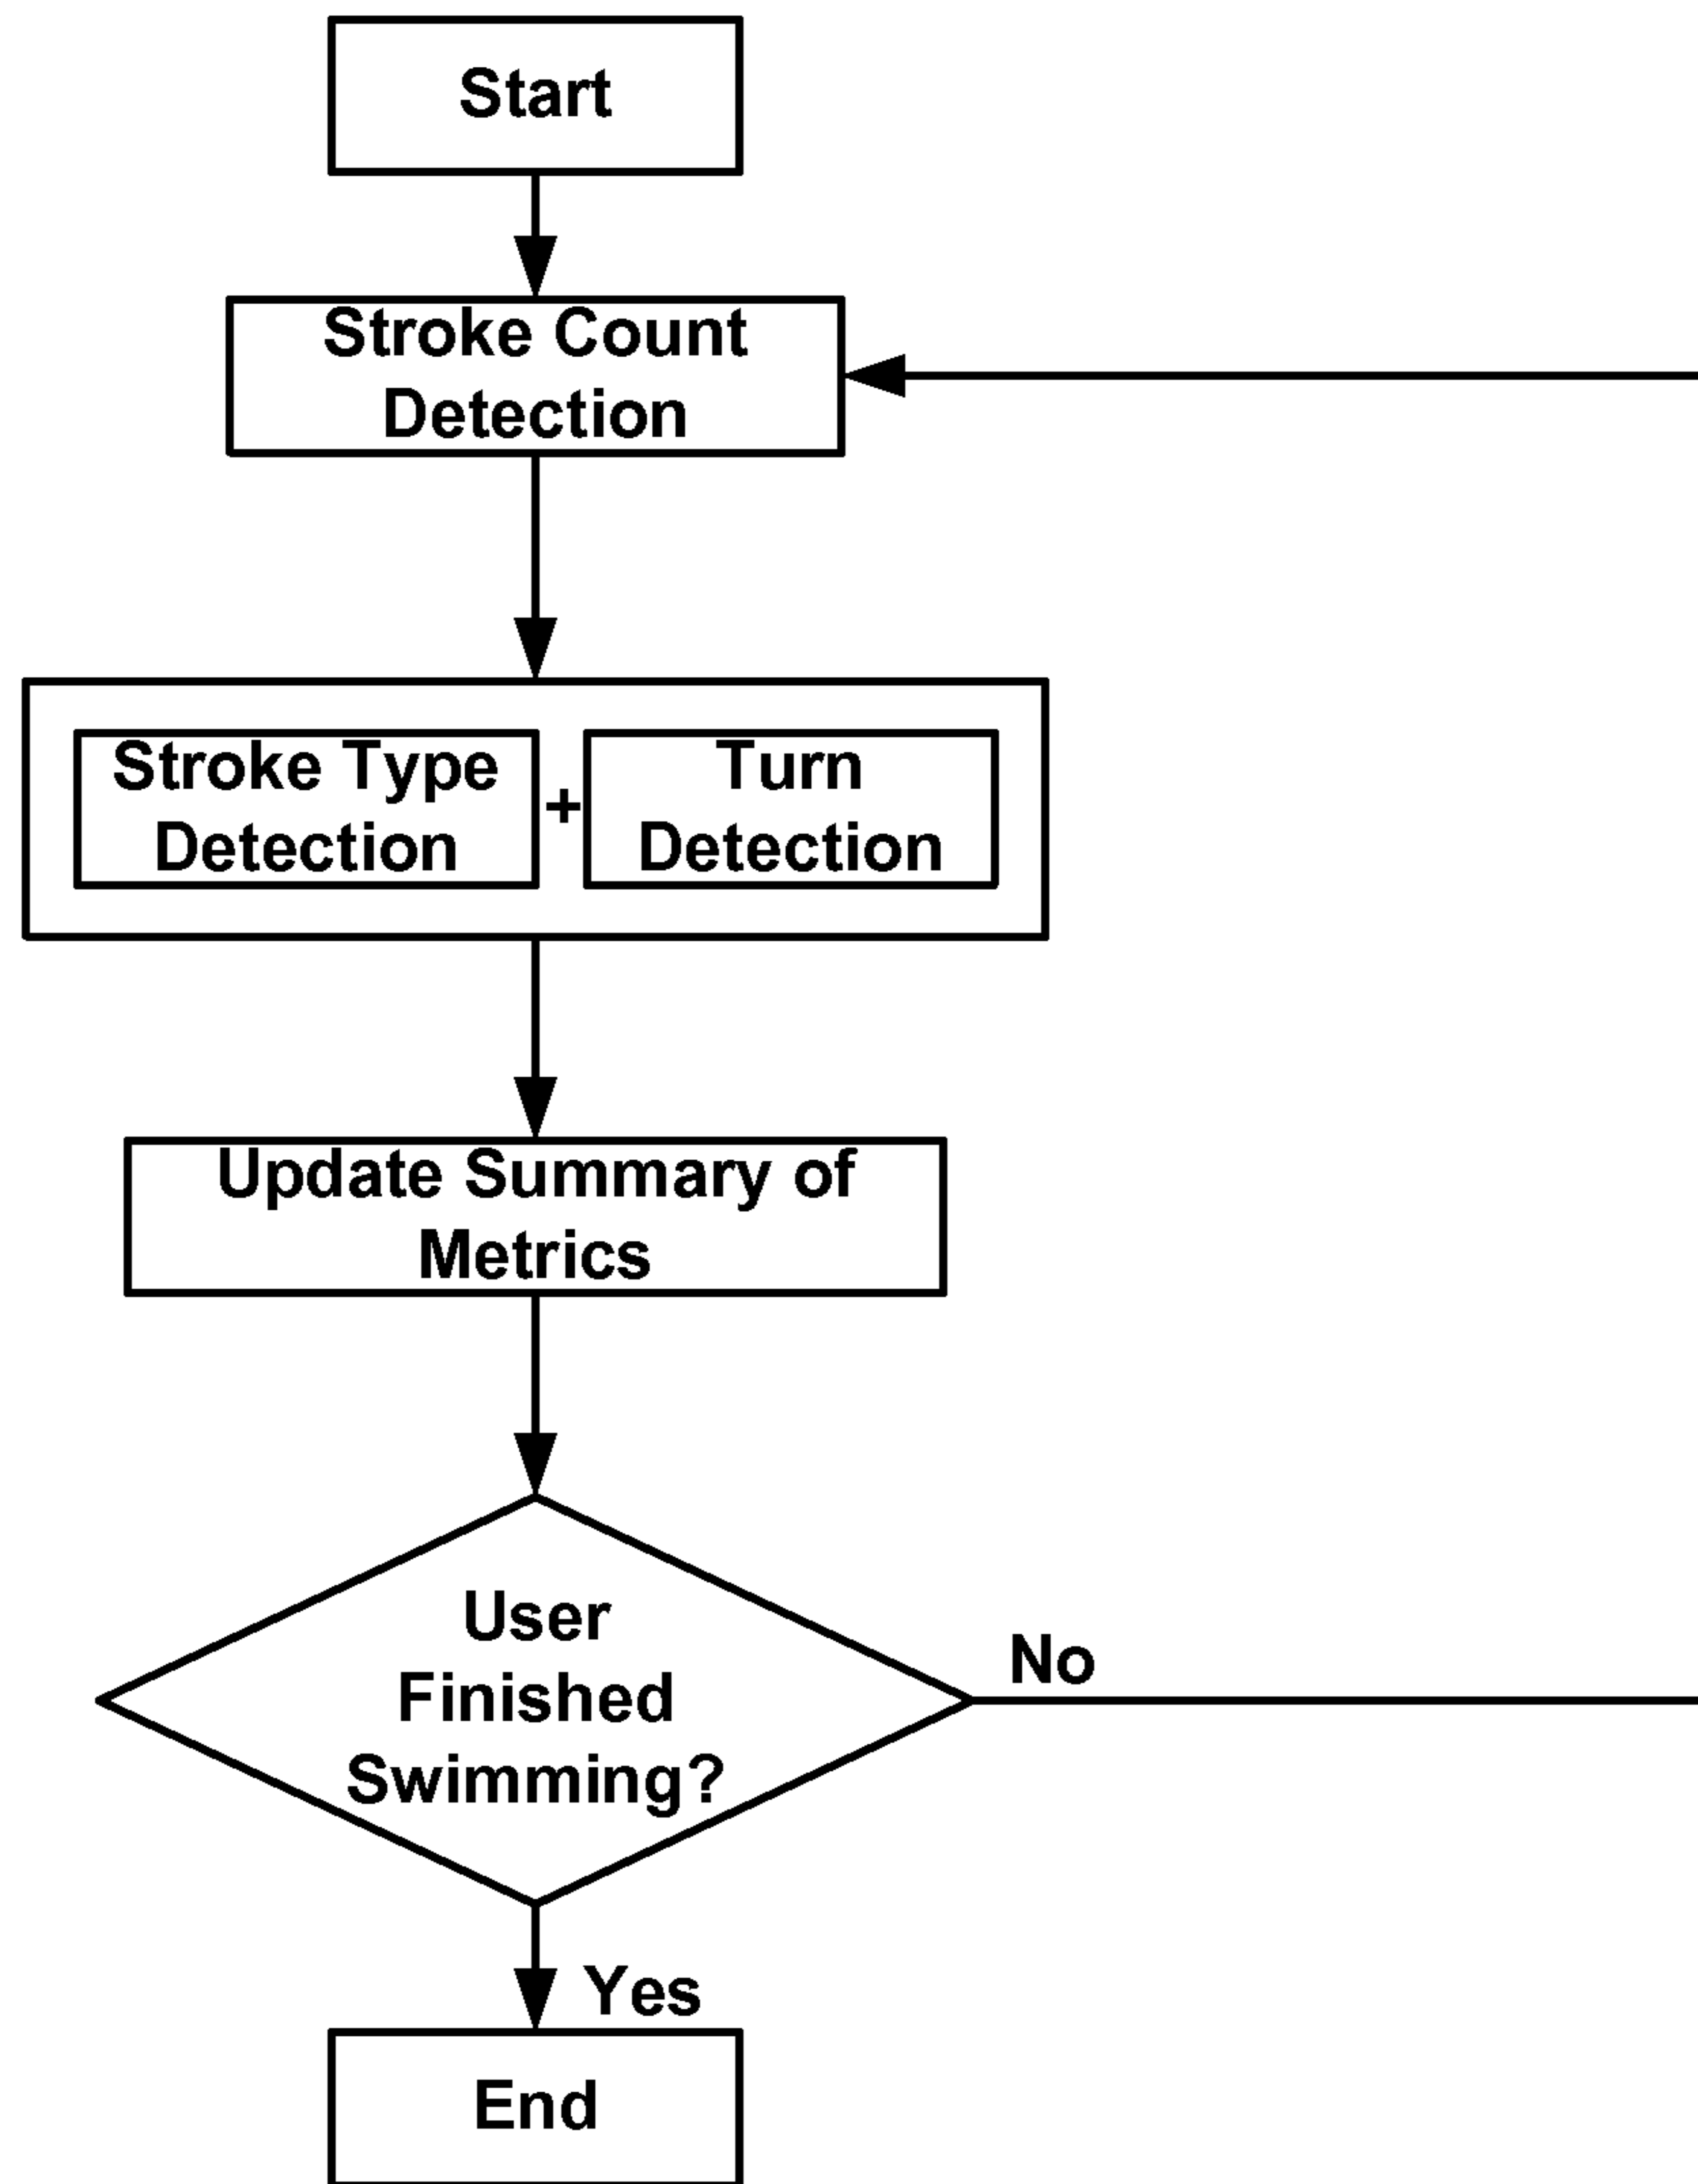 Start
Stroke Count
Detection
Stroke Type
Detection
+
Turn
Detection
Update Summary of
Metrics
User
Finished
Swimming?
No
Yes
End